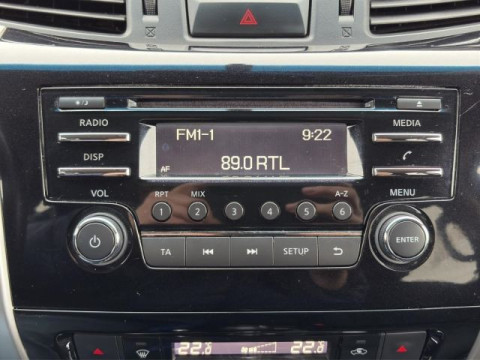 RADIO
MEDIA
FM1-1 9:22
DISP
AF 89.0 RTL
VOL RPT MIX A-Z MENU
1 2 3 4 5 6
ENTER
TA SETUP
22.0 22.0